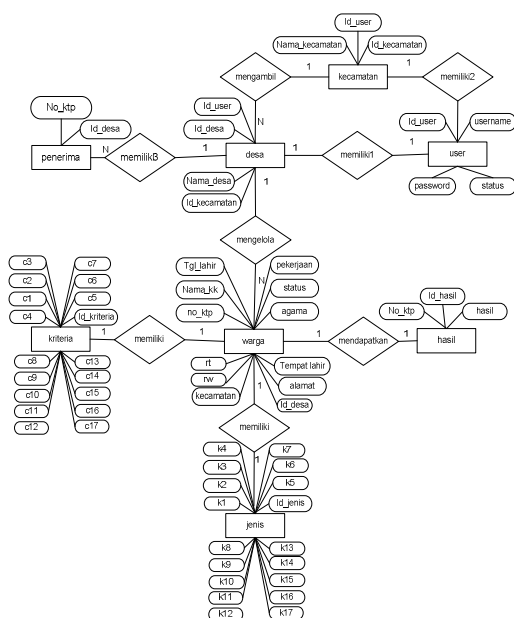 Id_user
Nama_kecamatan
Id_kecamatan
mengambil
1
kecamatan
1
memiliki2
No_ktp
Id_desa
Id_user
Id_desa
N
1
Id_user
username
penerima
N
memiliki3
1
desa
1
memiliki1
1
user
Nama_desa
Id_kecamatan
1
password
status
mengelola
c3
c7
c2
c6
c1
c5
c4
Id_kriteria
Tgl_lahir
pekerjaan
Nama_kk
status
no_ktp
N
agama
Id_hasil
No_ktp
hasil
kriteria
1
memiliki
1
warga
1
mendapatkan
1
hasil
c8
c13
c9
c14
c10
c15
c11
c16
c12
c17
rt
Tempat lahir
rw
alamat
kecamatan
1
Id_desa
memiliki
k4
k7
k3
1
k6
k2
k5
k1
Id_jenis
jenis
k8
k13
k9
k14
k10
k15
k11
k16
k12
k17